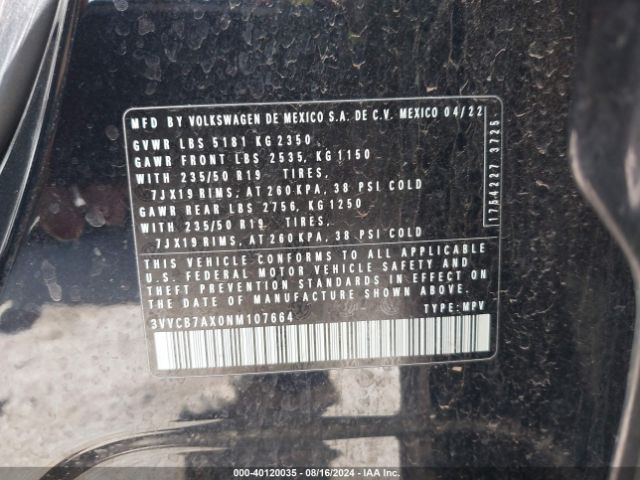 MFD BY VOLKSWAGEN DE MEXICO S.A. DE C.V. MEXICO 04/22
GVWR LBS 5181 KG 2350
GAWR FRONT LBS 2535, KG 1150
WITH 235/50 R19 TIRES,
7JX19 RIMS, AT 260 KPA, 38 PSI COLD
GAWR REAR LBS 2756, KG 1250
WITH 235/50 R19 TIRES,
7JX19 RIMS, AT 260 KPA, 38 PSI COLD
THIS VEHICLE CONFORMS TO ALL APPLICABLE
U.S. FEDERAL MOTOR VEHICLE SAFETY AND
THEFT PREVENTION STANDARDS IN EFFECT ON
THE DATE OF MANUFACTURE SHOWN ABOVE.
3VVCB7AX0NM107664 TYPE: MPV
1754227 3725
000-40120035 - 08/16/2024 - IAA Inc.